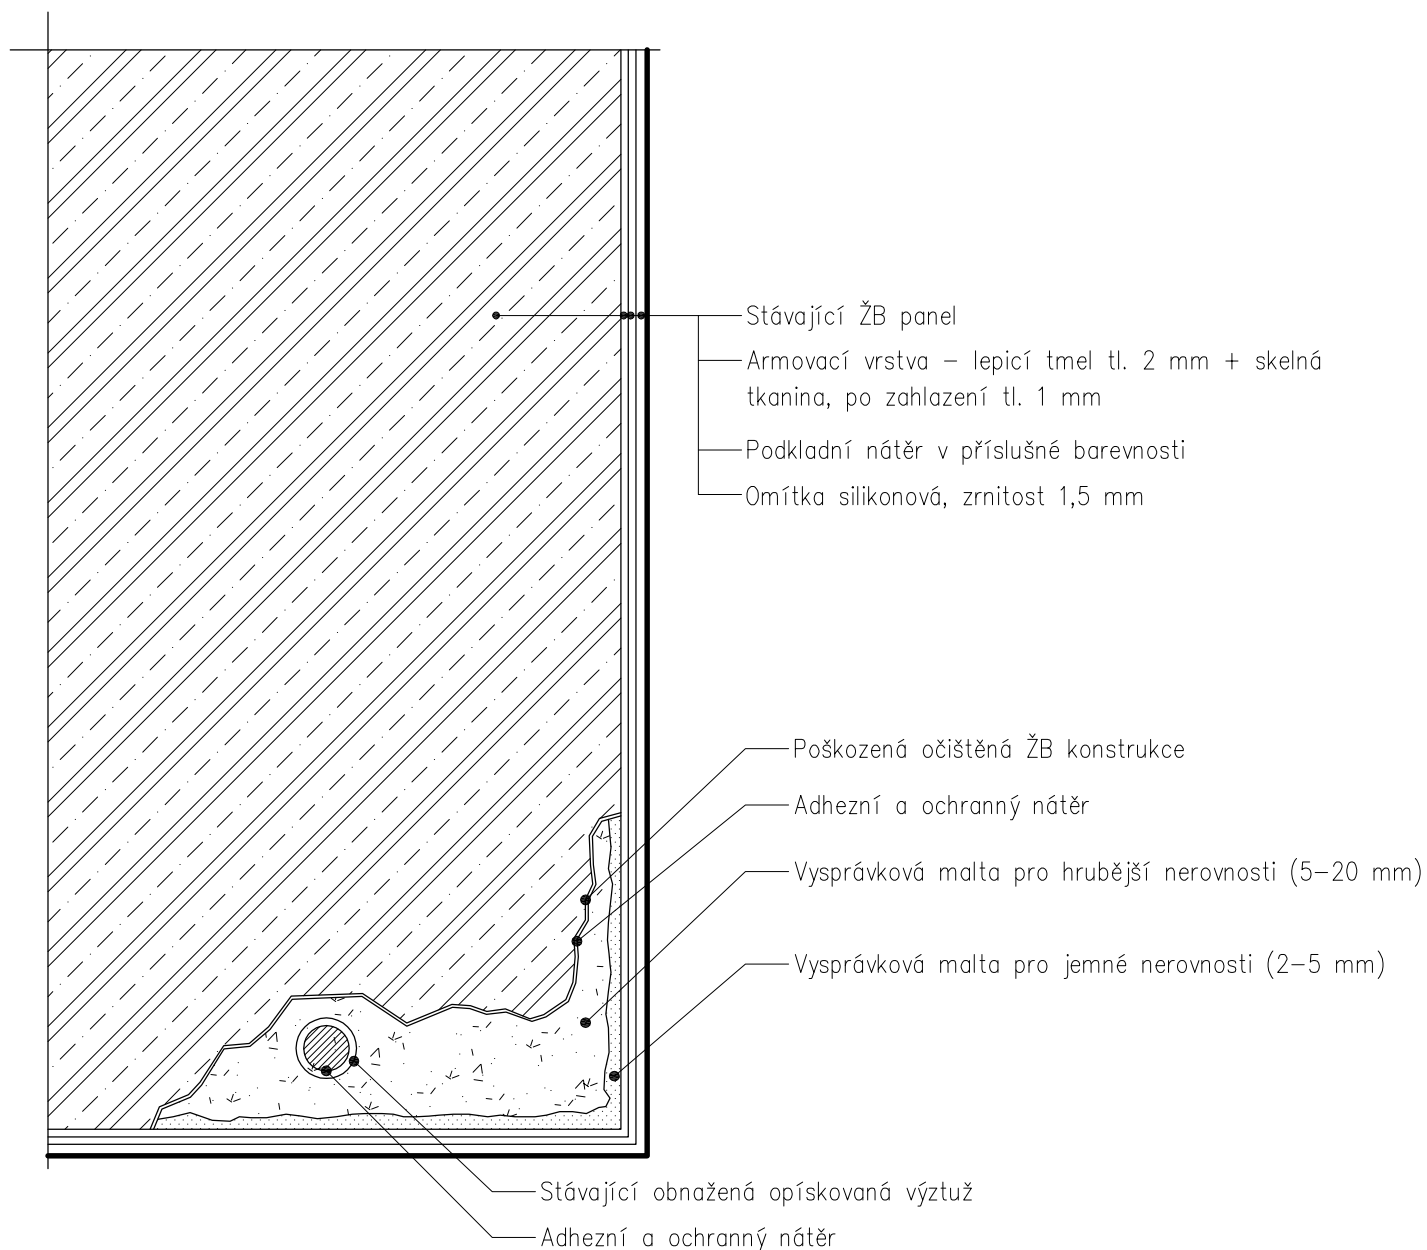 Stávající ŽB panel
Armovací vrstva – lepicí tmel tl. 2 mm + skelná
tkanina, po zahlazení tl. 1 mm
Podkladní nátěr v příslušné barevnosti
Omítka silikonová, zrnitost 1,5 mm
Poškozená očištěná ŽB konstrukce
Adhezní a ochranný nátěr
Vysprávková malta pro hrubější nerovnosti (5–20 mm)
Vysprávková malta pro jemné nerovnosti (2–5 mm)
Stávající obnažená opískovaná výztuž
Adhezní a ochranný nátěr